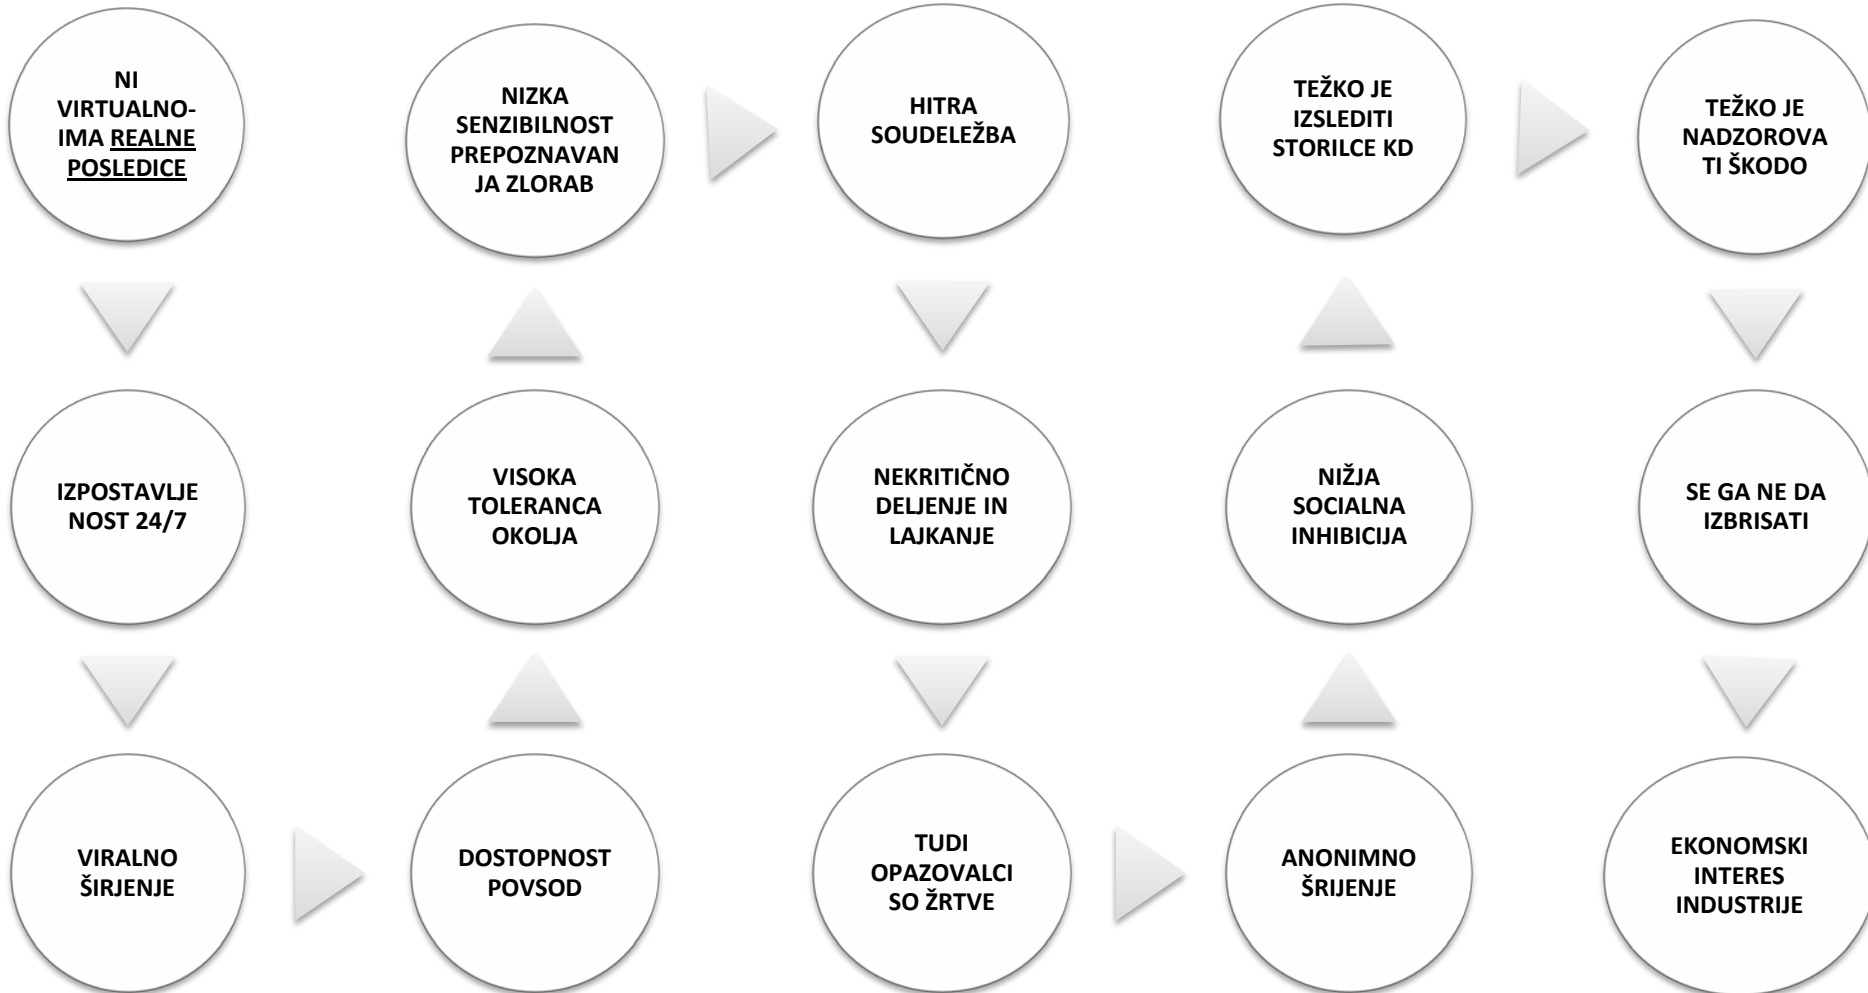 NI
VIRTUALNO-
IMA REALNE
POSLEDICE
IZPOSTAVLJE
NOST 24/7
VIRALNO
ŠIRJENJE
DOSTOPNOST
POVSOD
VISOKA
TOLERANCA
OKOLJA
NIZKA
SENZIBILNOST
PREPOZNAVAN
JA ZLORAB
HITRA
SOUDELEŽBA
NEKRITIČNO
DELJENJE IN
LAJKANJE
TUDI
OPAZOVALCI
SO ŽRTVE
ANONIMNO
ŠRIJENJE
NIŽJA
SOCIALNA
INHIBICIJA
TEŽKO JE
IZSLEDITI
STORILCE KD
TEŽKO JE
NADZOROVA
TI ŠKODO
SE GA NE DA
IZBRISATI
EKONOMSKI
INTERES
INDUSTRIJE